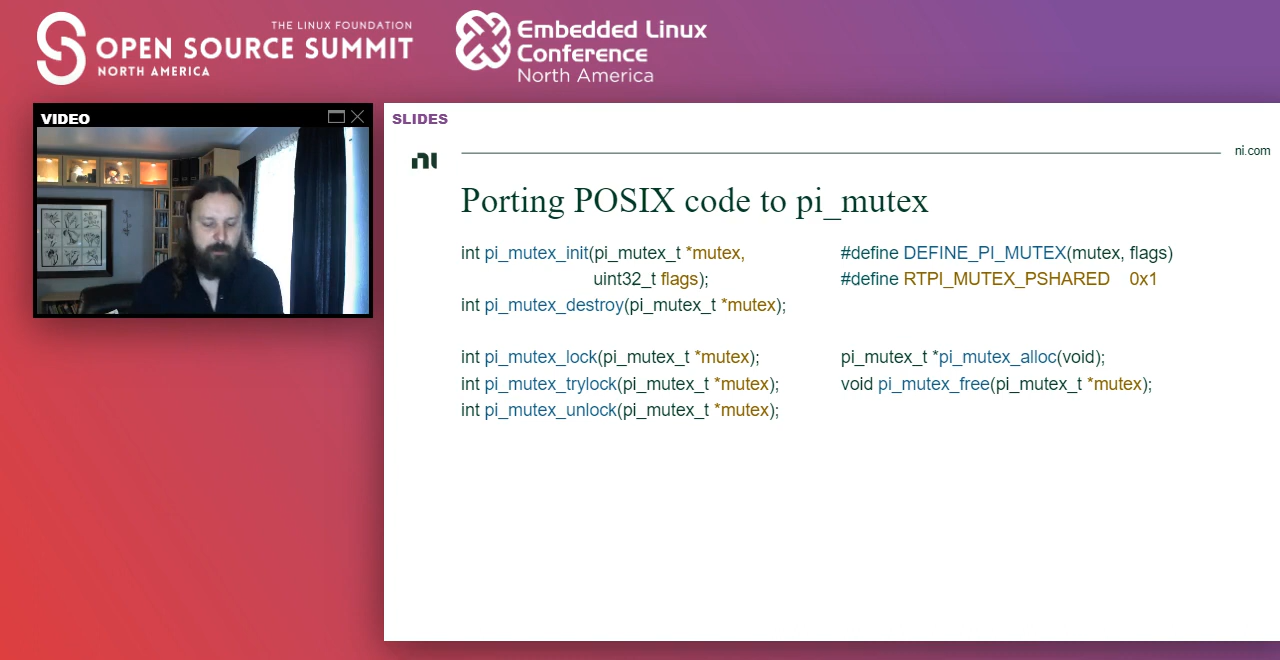 THE LINUX FOUNDATION
OPEN SOURCE SUMMIT
NORTH AMERICA
Embedded Linux
Conference
North America
VIDEO
SLIDES
ni
ni.com
Porting POSIX code to pi_mutex
int pi_mutex_init(pi_mutex_t *mutex,
uint32_t flags);
int pi_mutex_destroy(pi_mutex_t *mutex);
int pi_mutex_lock(pi_mutex_t *mutex);
int pi_mutex_trylock(pi_mutex_t *mutex);
int pi_mutex_unlock(pi_mutex_t *mutex);
#define DEFINE_PI_MUTEX(mutex, flags)
#define RTPI_MUTEX_PSHARED 0x1
pi_mutex_t *pi_mutex_alloc(void);
void pi_mutex_free(pi_mutex_t *mutex);